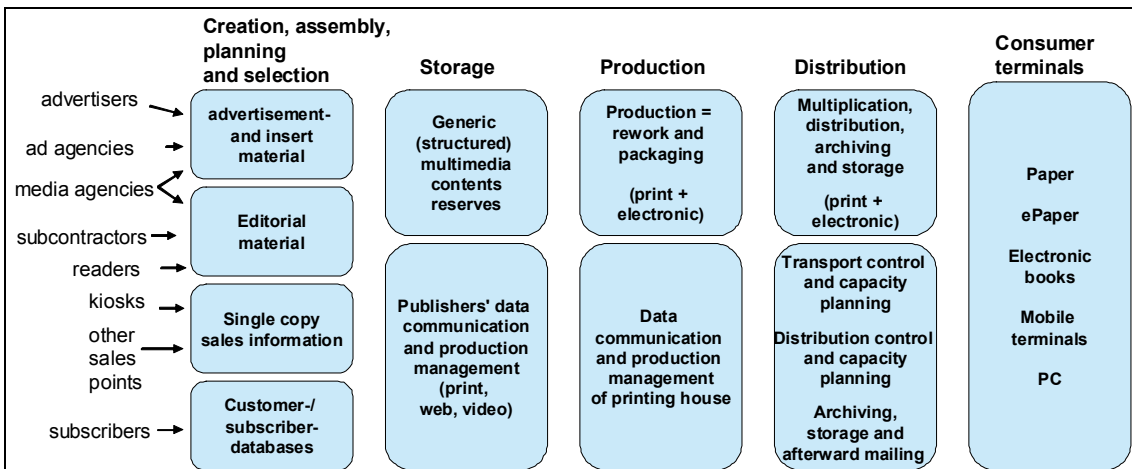 Creation, assembly,
planning
and selection
Storage
Production
Distribution
Consumer
terminals
advertisers
ad agencies
media agencies
subcontractors
readers
kiosks
other
sales
points
subscribers
advertisement-
and insert
material
Editorial
material
Single copy
sales information
Customer-/
subscriber-
databases
Generic
(structured)
multimedia
contents
reserves
Publishers' data
communication
and production
management
(print,
web, video)
Production =
rework and
packaging
(print +
electronic)
Data
communication
and production
management
of printing house
Multiplication,
distribution,
archiving
and storage
(print +
electronic)
Transport control
and capacity
planning
Distribution control
and capacity
planning
Archiving,
storage and
afterward mailing
Paper
ePaper
Electronic
books
Mobile
terminals
PC